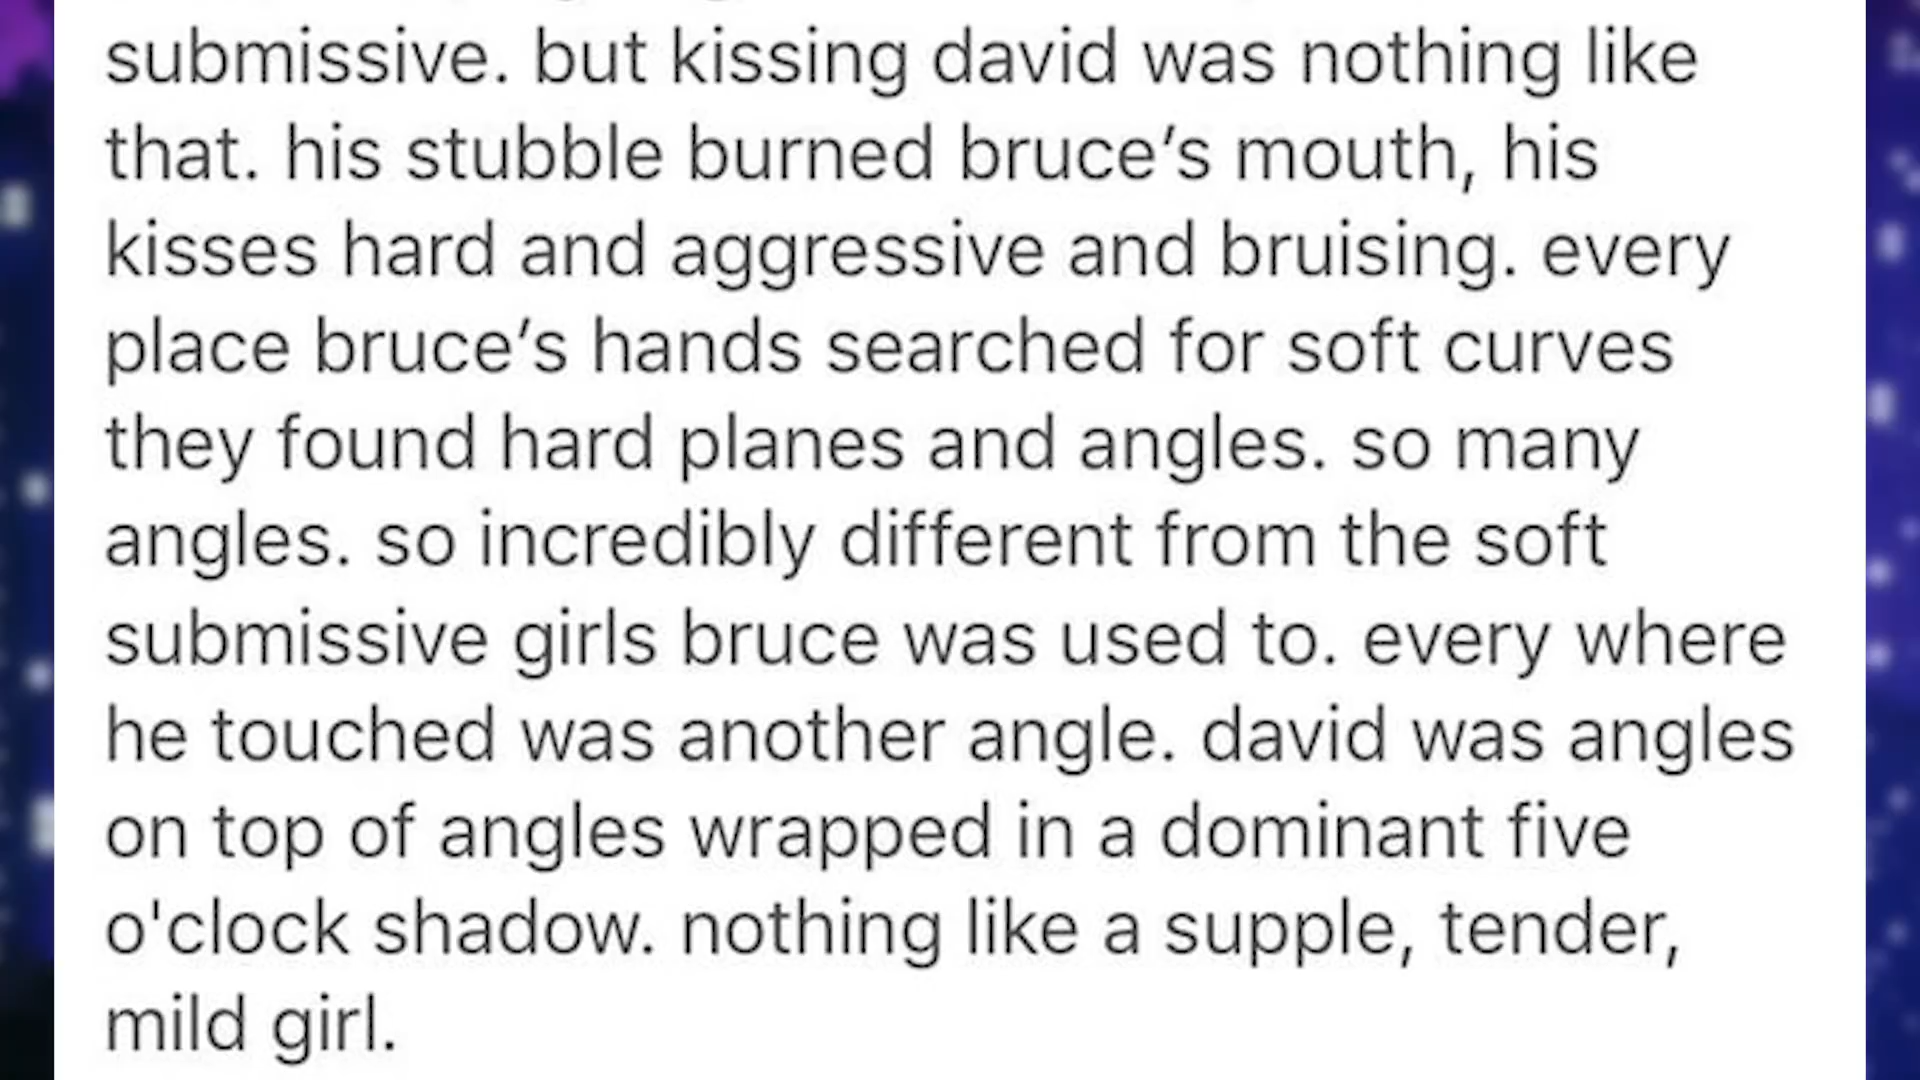 submissive. but kissing david was nothing like
that. his stubble burned bruce’s mouth, his
kisses hard and aggressive and bruising. every
place bruce’s hands searched for soft curves
they found hard planes and angles. so many
angles. so incredibly different from the soft
submissive girls bruce was used to. every where
he touched was another angle. david was angles
on top of angles wrapped in a dominant five
o'clock shadow. nothing like a supple, tender,
mild girl.